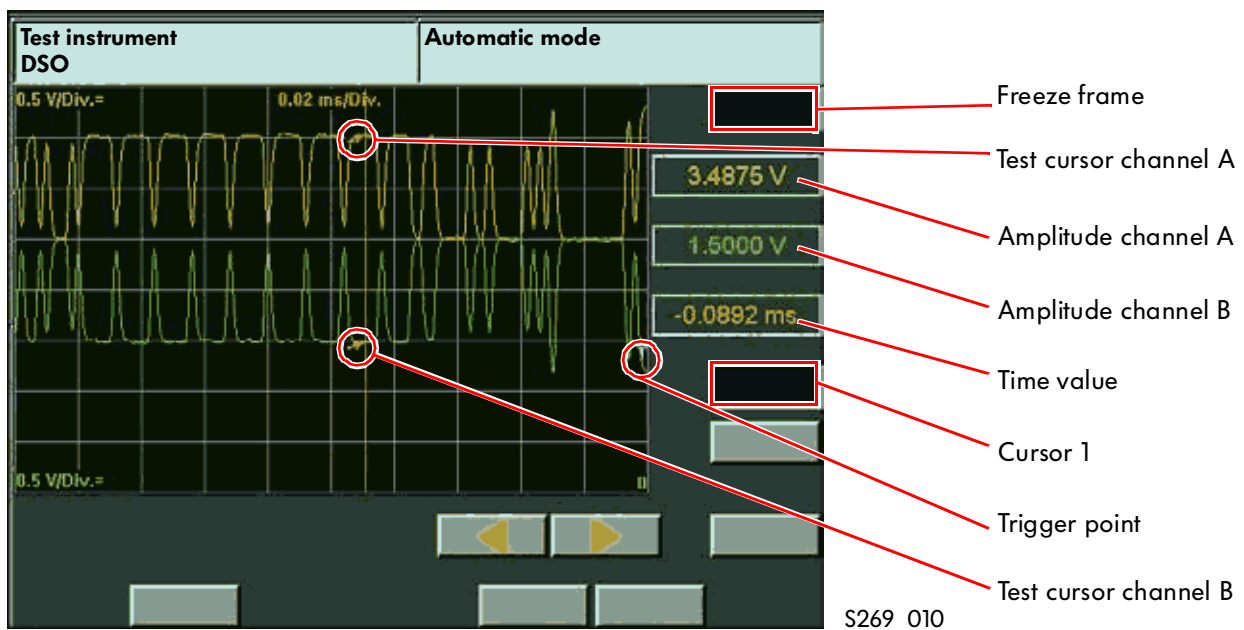 Test instrument
DSO
Automatic mode
0.5 V/Div.=
0.02 ms/Div.
Freeze frame
Test cursor channel A
3.4875 V
Amplitude channel A
1.5000 V
Amplitude channel B
-0.0892 ms
Time value
Cursor 1
0.5 V/Div.=
0
Trigger point
Test cursor channel B
S269_010